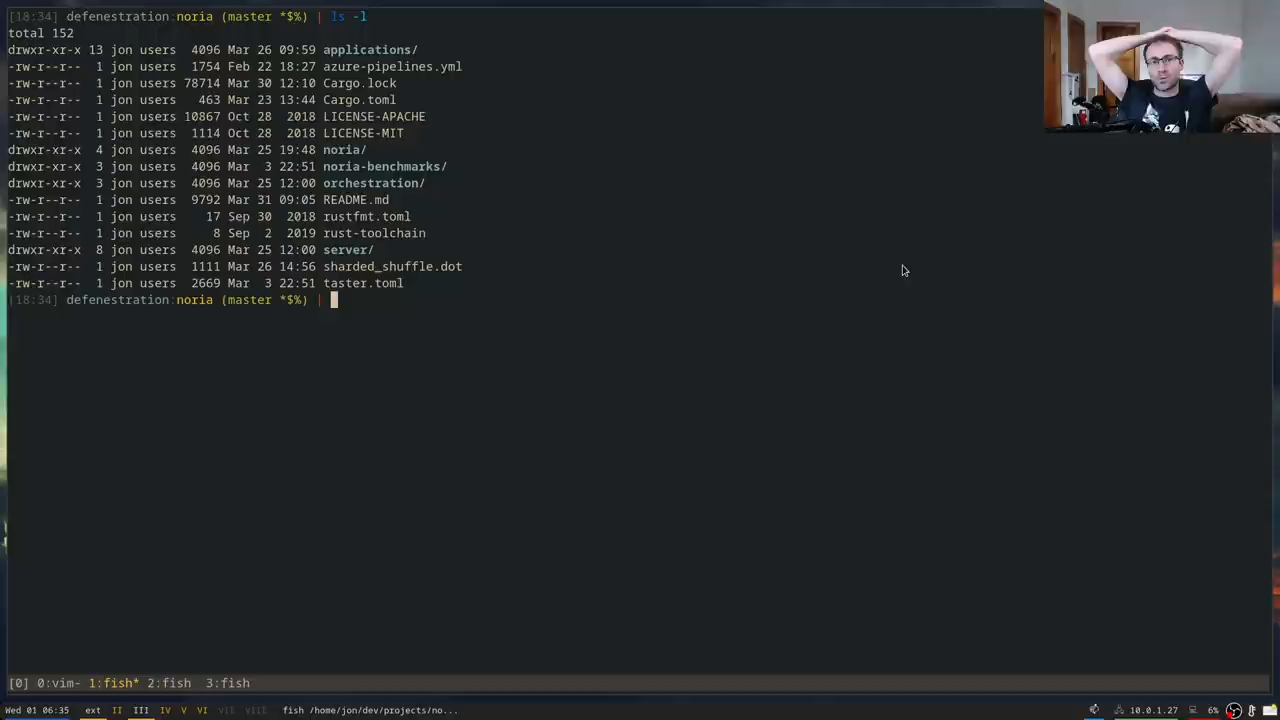 [18:34] defenestration:noria (master *$%) | ls -l
total 152
drwxr-xr-x 13 jon users  4096 Mar 26 09:59 applications/
-rw-r--r--  1 jon users  1754 Feb 22 18:27 azure-pipelines.yml
-rw-r--r--  1 jon users 78714 Mar 30 12:10 Cargo.lock
-rw-r--r--  1 jon users   463 Mar 23 13:44 Cargo.toml
-rw-r--r--  1 jon users 10867 Oct 28  2018 LICENSE-APACHE
-rw-r--r--  1 jon users  1114 Oct 28  2018 LICENSE-MIT
drwxr-xr-x  4 jon users  4096 Mar 25 19:48 noria/
drwxr-xr-x  3 jon users  4096 Mar  3 22:51 noria-benchmarks/
drwxr-xr-x  3 jon users  4096 Mar 25 12:00 orchestration/
-rw-r--r--  1 jon users  9792 Mar 31 09:05 README.md
-rw-r--r--  1 jon users    17 Sep 30  2018 rustfmt.toml
-rw-r--r--  1 jon users     8 Sep  2  2019 rust-toolchain
drwxr-xr-x  8 jon users  4096 Mar 25 12:00 server/
-rw-r--r--  1 jon users  1111 Mar 26 14:56 sharded_shuffle.dot
-rw-r--r--  1 jon users  2669 Mar  3 22:51 taster.toml
[18:34] defenestration:noria (master *$%) |
[0] 0:vim- 1:fish* 2:fish  3:fish
Wed 01 06:35 ext II III IV V VI VII VIII fish /home/jon/dev/projects/no... 10.0.1.27 6%